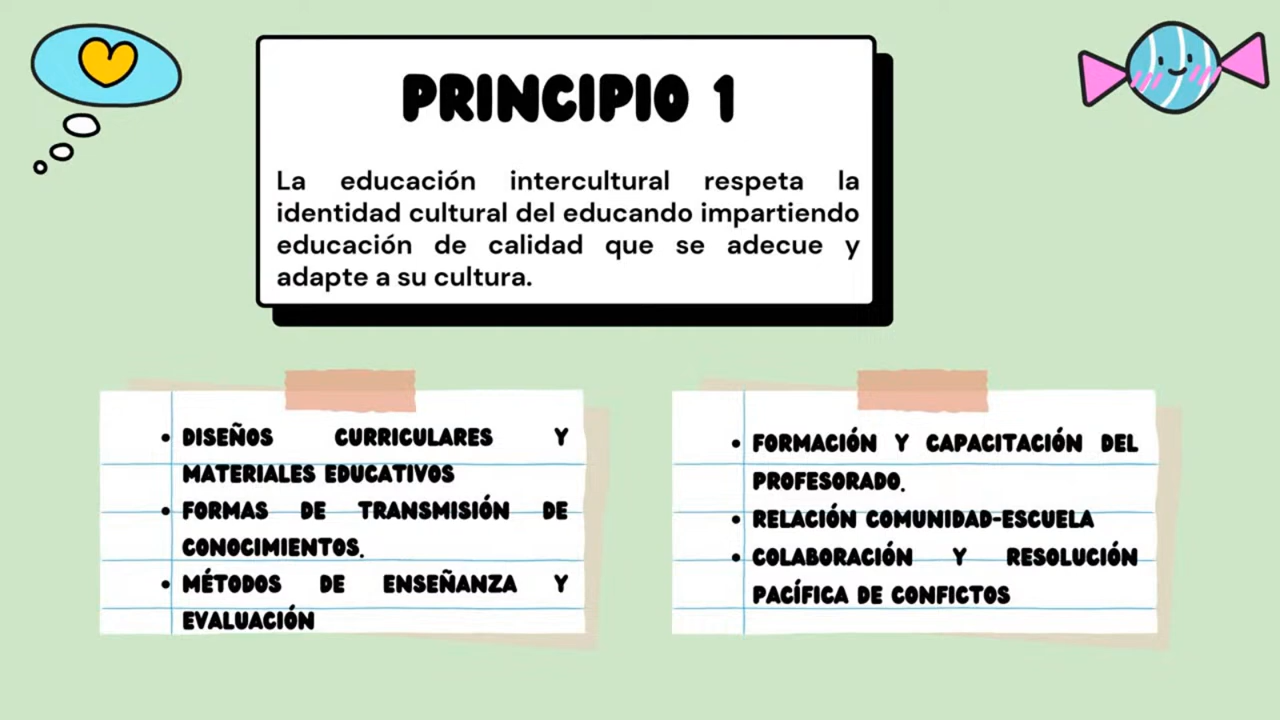 PRINCIPIO 1
La educación intercultural respeta la
identidad cultural del educando impartiendo
educación de calidad que se adecue y
adapte a su cultura.
• DISEÑOS CURRICULARES Y
MATERIALES EDUCATIVOS
• FORMAS DE TRANSMISIÓN DE
CONOCIMIENTOS.
• MÉTODOS DE ENSEÑANZA Y
EVALUACIÓN
• FORMACIÓN Y CAPACITACIÓN DEL
PROFESORADO.
• RELACIÓN COMUNIDAD-ESCUELA
• COLABORACIÓN Y RESOLUCIÓN
PACÍFICA DE CONFICTOS